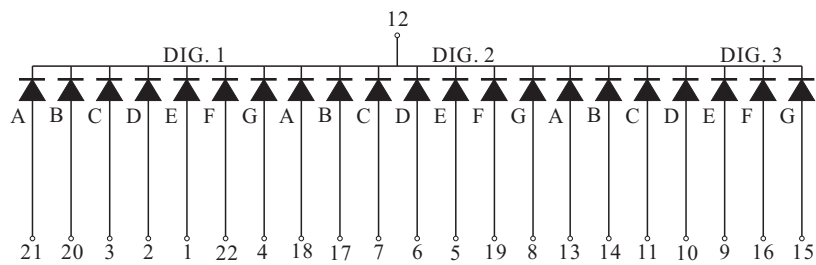 12
DIG. 1 DIG. 2 DIG. 3
A B C D E F G A B C D E F G A B C D E F G
21 20 3 2 1 22 4 18 17 7 6 5 19 8 13 14 11 10 9 16 15